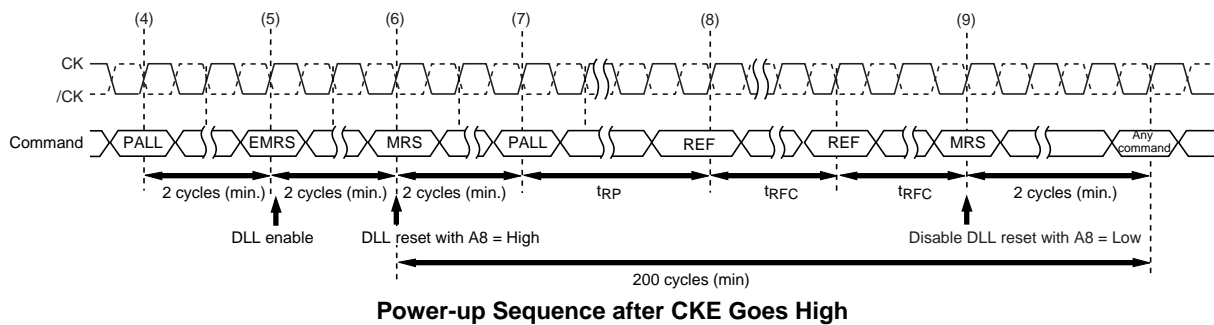 (4) (5) (6) (7) (8) (9)
CK
/CK
Command PALL EMRS MRS PALL REF REF MRS Any command
2 cycles (min.) 2 cycles (min.) 2 cycles (min.) tRP tRFC tRFC 2 cycles (min.)
DLL enable DLL reset with A8 = High Disable DLL reset with A8 = Low
200 cycles (min)
Power-up Sequence after CKE Goes High